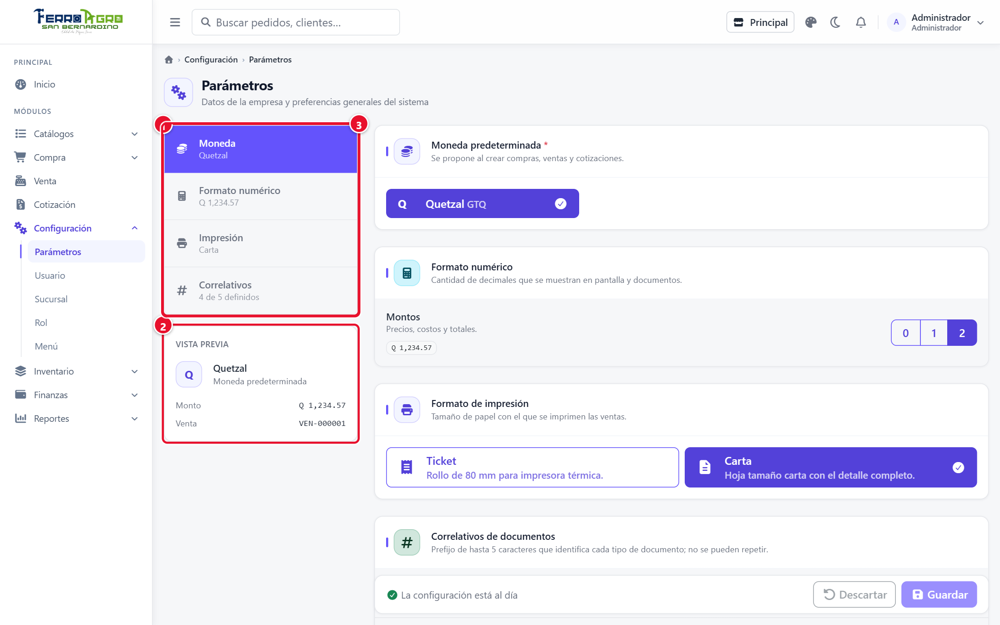 FERRO AGRO
SAN BERNARDINO
Buscar pedidos, clientes...
Principal
A
Administrador
Administrador
PRINCIPAL
Inicio
MÓDULOS
Catálogos
Compra
Venta
Cotización
Configuración
Parámetros
Usuario
Sucursal
Rol
Menú
Inventario
Finanzas
Reportes
Configuración › Parámetros
Parámetros
Datos de la empresa y preferencias generales del sistema
3
Moneda
Quetzal
Formato numérico
Q 1,234.57
Impresión
Carta
Correlativos
4 de 5 definidos
2
VISTA PREVIA
Q
Quetzal
Moneda predeterminada
Monto Q 1,234.57
Venta VEN-000001
Moneda predeterminada *
Se propone al crear compras, ventas y cotizaciones.
Q Quetzal GTQ
Formato numérico
Cantidad de decimales que se muestran en pantalla y documentos.
Montos
Precios, costos y totales.
Q 1,234.57
0 1 2
Formato de impresión
Tamaño de papel con el que se imprimen las ventas.
Ticket
Rollo de 80 mm para impresora térmica.
Carta
Hoja tamaño carta con el detalle completo.
Correlativos de documentos
Prefijo de hasta 5 caracteres que identifica cada tipo de documento; no se pueden repetir.
La configuración está al día
Descartar
Guardar